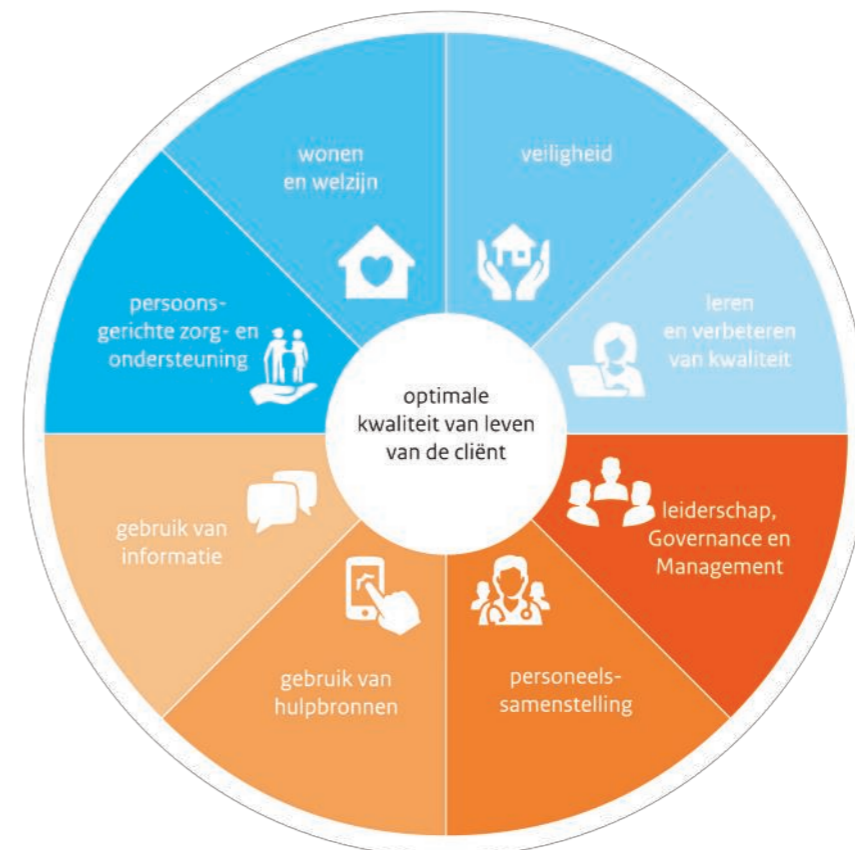 wonen
en welzijn
veiligheid
persoons-
gerichte zorg- en
ondersteuning
leren
en verbeteren
van kwaliteit
optimale
kwaliteit van leven
van de cliënt
gebruik van
informatie
leiderschap,
Governance en
Management
gebruik van
hulpbronnen
personeels-
samenstelling